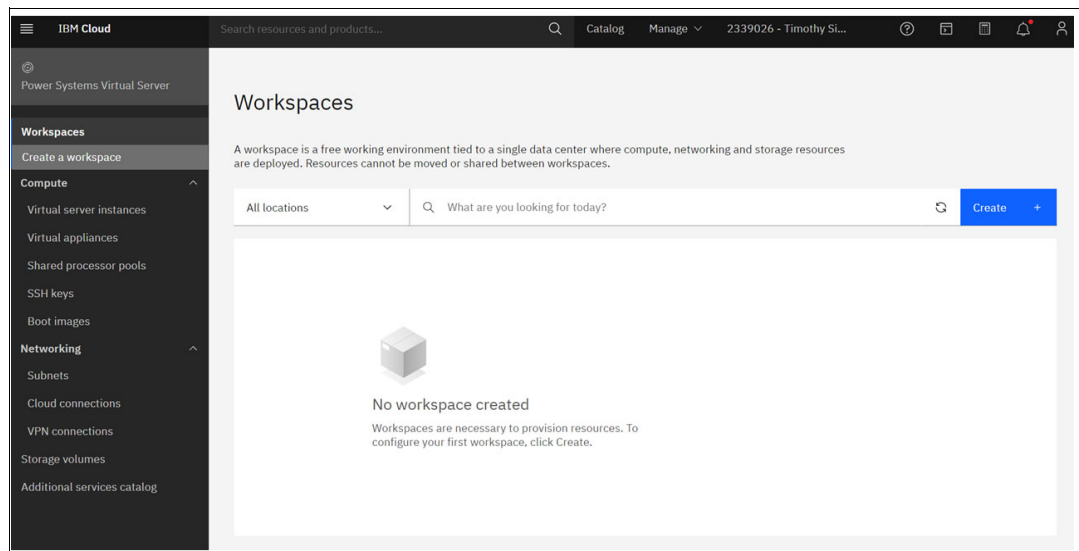 IBM Cloud
Search resources and products...
Catalog
Manage
2339026 - Timothy Si...
Power Systems Virtual Server
Workspaces
Create a workspace
Compute
Virtual server instances
Virtual appliances
Shared processor pools
SSH keys
Boot images
Networking
Subnets
Cloud connections
VPN connections
Storage volumes
Additional services catalog
Workspaces
A workspace is a free working environment tied to a single data center where compute, networking and storage resources
are deployed. Resources cannot be moved or shared between workspaces.
All locations
What are you looking for today?
Create +
No workspace created
Workspaces are necessary to provision resources. To
configure your first workspace, click Create.